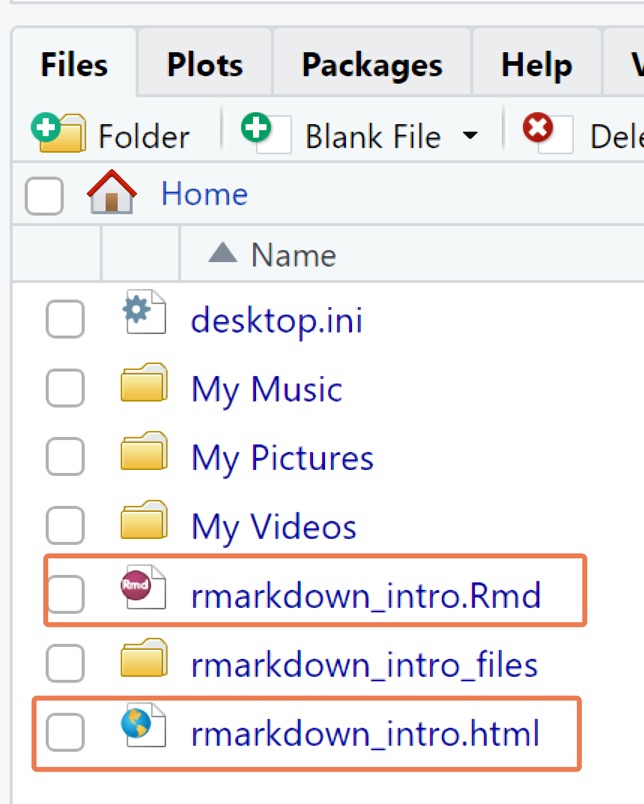 Files Plots Packages Help
Folder Blank File
Home
Name
desktop.ini
My Music
My Pictures
My Videos
Rmd rmarkdown_intro.Rmd
rmarkdown_intro_files
rmarkdown_intro.html